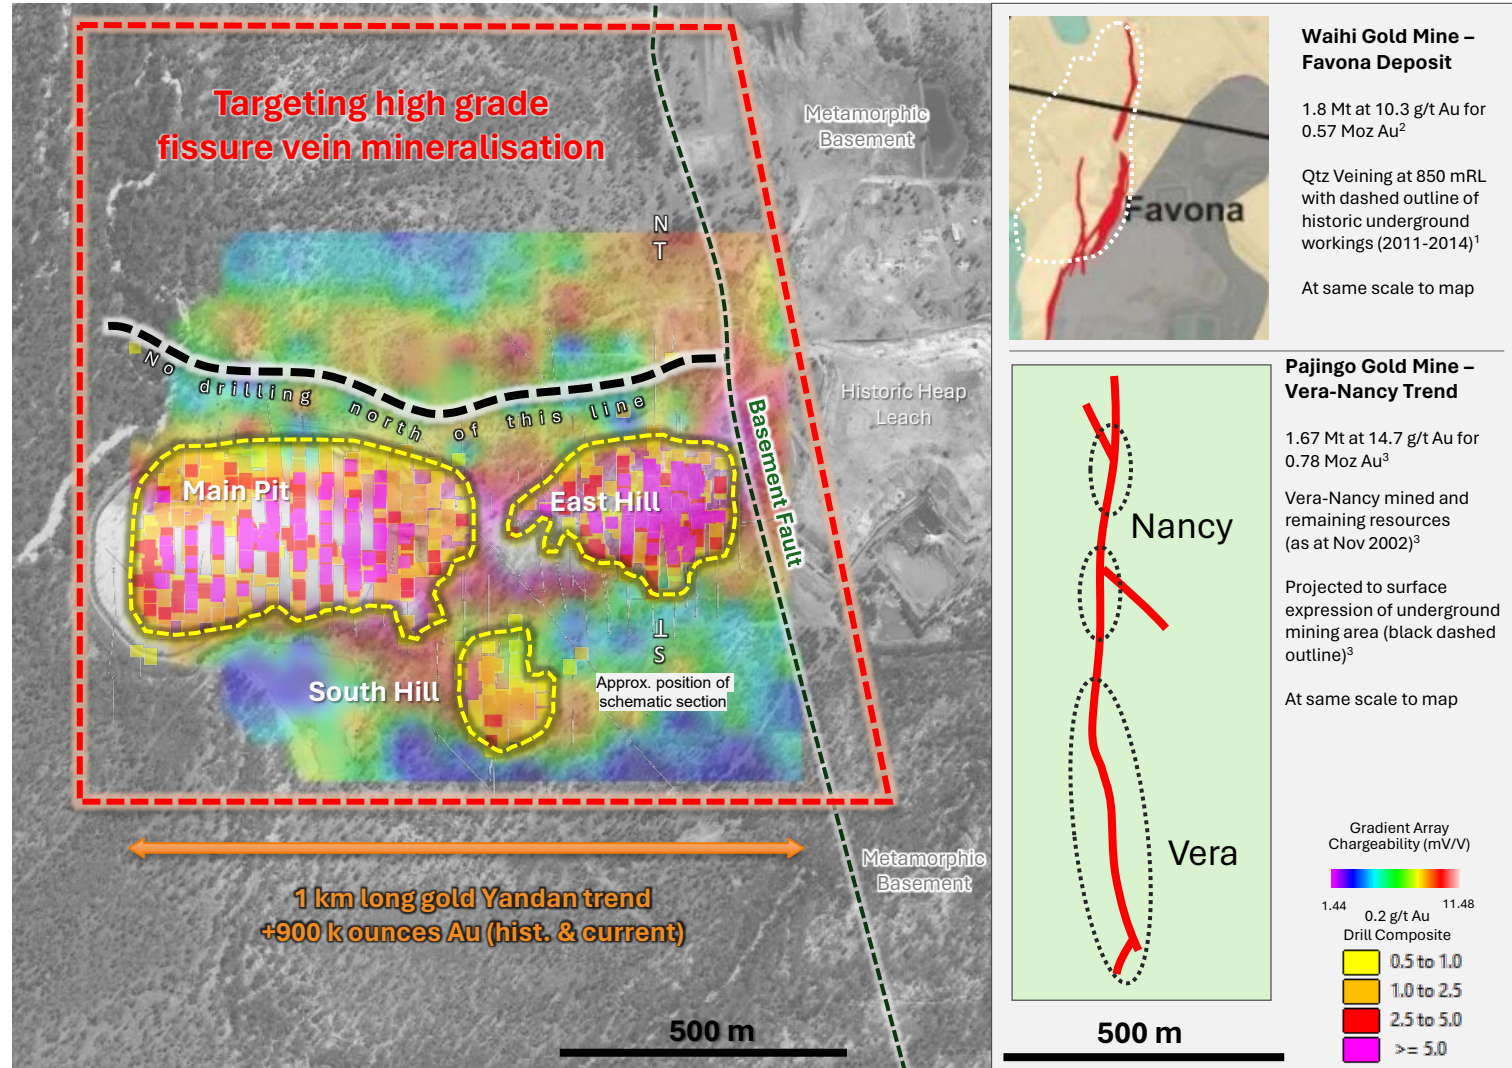 Targeting high grade
fissure vein mineralisation
Metamorphic
Basement
N
T
No drilling north of this line
Historic Heap
Leach
Basement Fault
Main Pit
East Hill
South Hill
⊥
S
Approx. position of
schematic section
Metamorphic
Basement
1 km long gold Yandan trend
+900 k ounces Au (hist. & current)
500 m
Favona
Waihi Gold Mine –
Favona Deposit
1.8 Mt at 10.3 g/t Au for
0.57 Moz Au²
Qtz Veining at 850 mRL
with dashed outline of
historic underground
workings (2011-2014)¹
At same scale to map
Nancy
Vera
500 m
Pajingo Gold Mine –
Vera-Nancy Trend
1.67 Mt at 14.7 g/t Au for
0.78 Moz Au³
Vera-Nancy mined and
remaining resources
(as at Nov 2002)³
Projected to surface
expression of underground
mining area (black dashed
outline)³
At same scale to map
Gradient Array
Chargeability (mV/V)
1.44 11.48
0.2 g/t Au
Drill Composite
0.5 to 1.0
1.0 to 2.5
2.5 to 5.0
>= 5.0